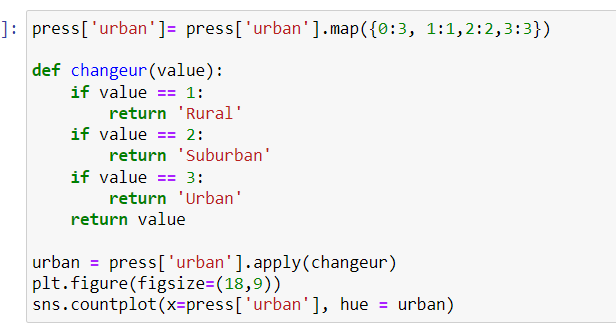 ]: press['urban']= press['urban'].map({0:3, 1:1,2:2,3:3})
def changeur(value):
    if value == 1:
        return 'Rural'
    if value == 2:
        return 'Suburban'
    if value == 3:
        return 'Urban'
    return value
urban = press['urban'].apply(changeur)
plt.figure(figsize=(18,9))
sns.countplot(x=press['urban'], hue = urban)